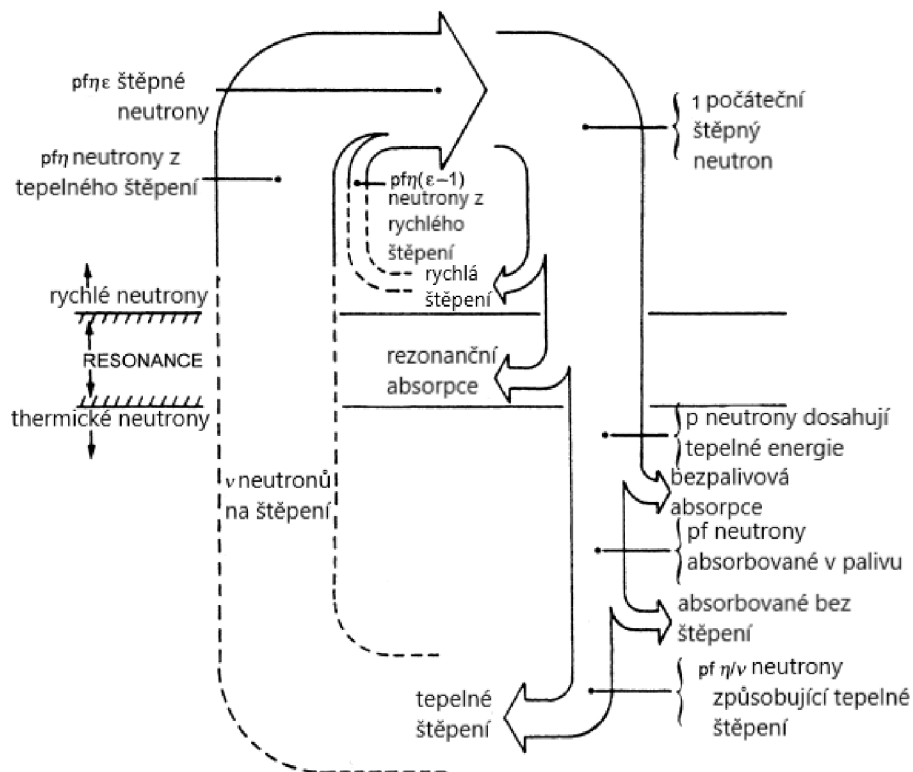 pfηε štěpné
neutrony
pfη neutrony z
tepelného štěpení
1 počáteční
štěpný
neutron
pfη(ε−1)
neutrony z
rychlého
štěpení
rychlá
štěpení
rychlé neutrony
RESONANCE
thermické neutrony
rezonanční
absorpce
p neutrony dosahují
tepelné energie
bezpalivová
absorpce
ν neutronů
na štěpení
pf neutrony
absorbované v palivu
absorbované bez
štěpení
pf η/ν neutrony
způsobující tepelné
štěpení
tepelné
štěpení